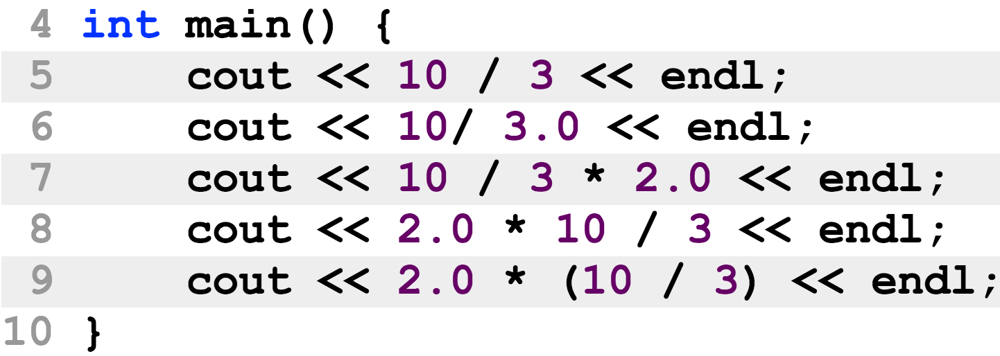 4 int main() {
5     cout << 10 / 3 << endl;
6     cout << 10/ 3.0 << endl;
7     cout << 10 / 3 * 2.0 << endl;
8     cout << 2.0 * 10 / 3 << endl;
9     cout << 2.0 * (10 / 3) << endl;
10 }